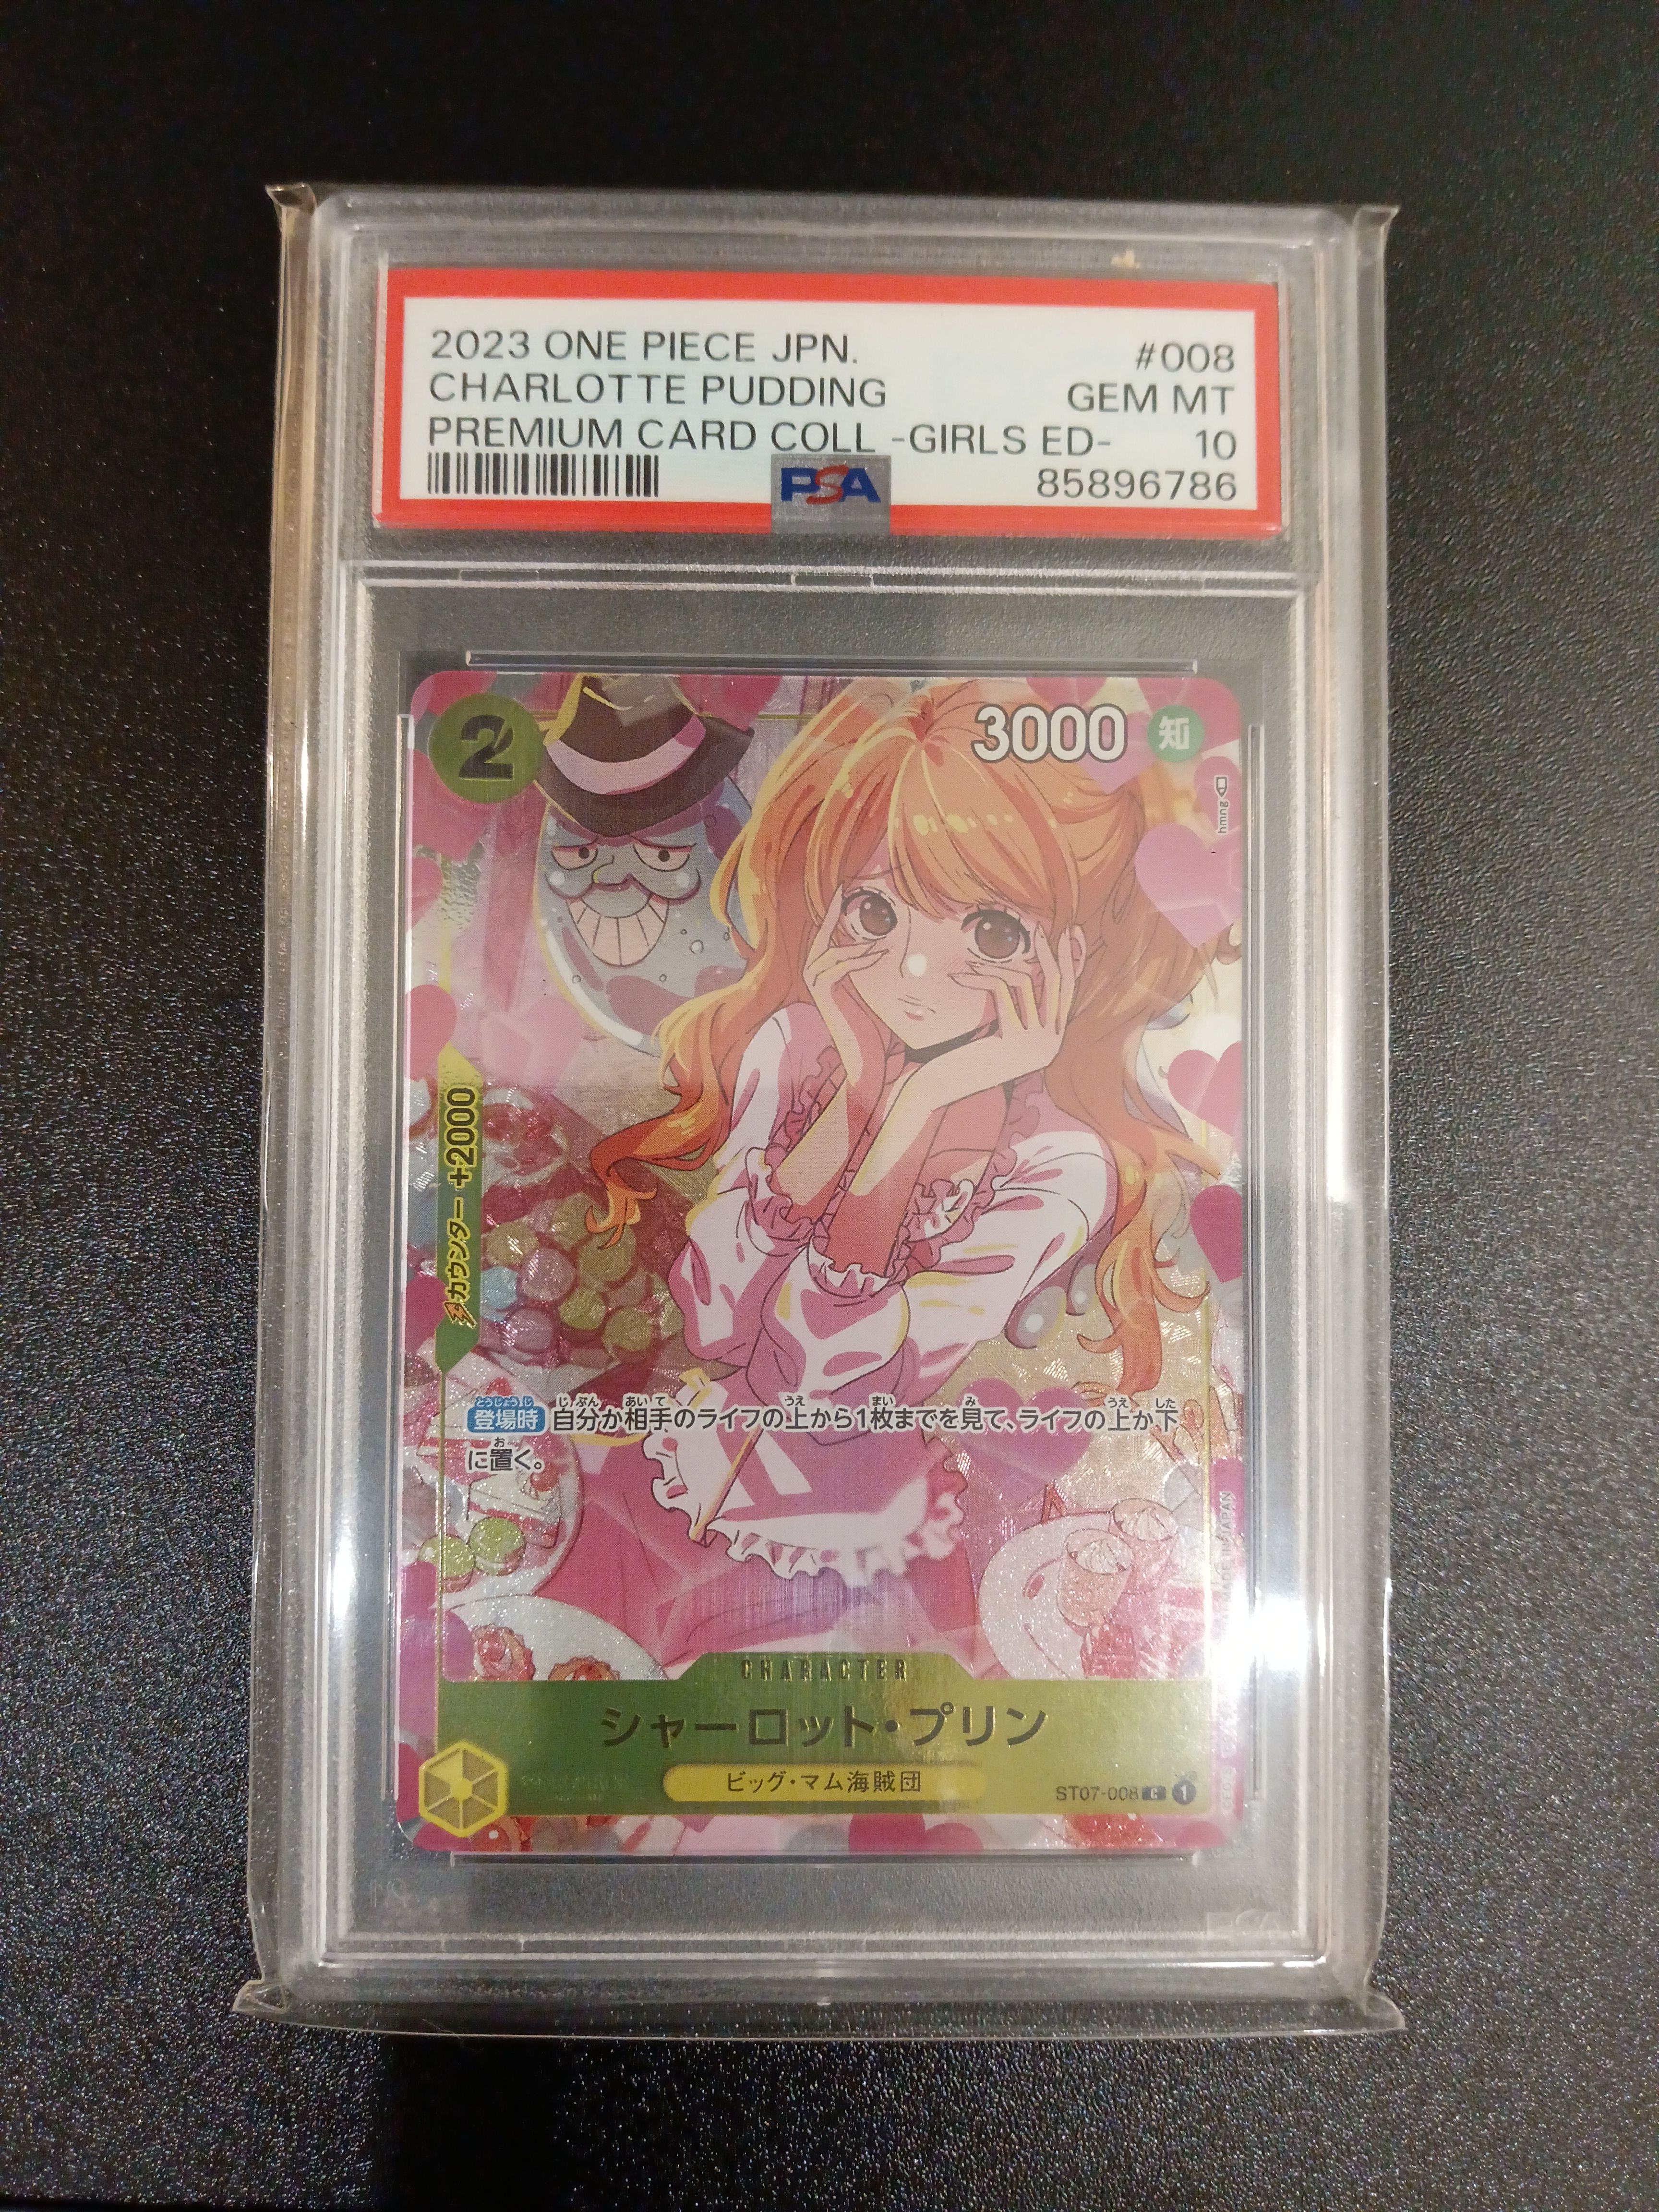 2023 ONE PIECE JPN.
#008
CHARLOTTE PUDDING
GEM MT
PREMIUM CARD COLL -GIRLS ED-
10
PSA
85896786
2
3000
知
hmng
カウンター +2000
登場時 自分か相手のライフの上から1枚までを見て、ライフの上か下
に置く。
CHARACTER
シャーロット・プリン
ビッグ・マム海賊団
ST07-008 C 1